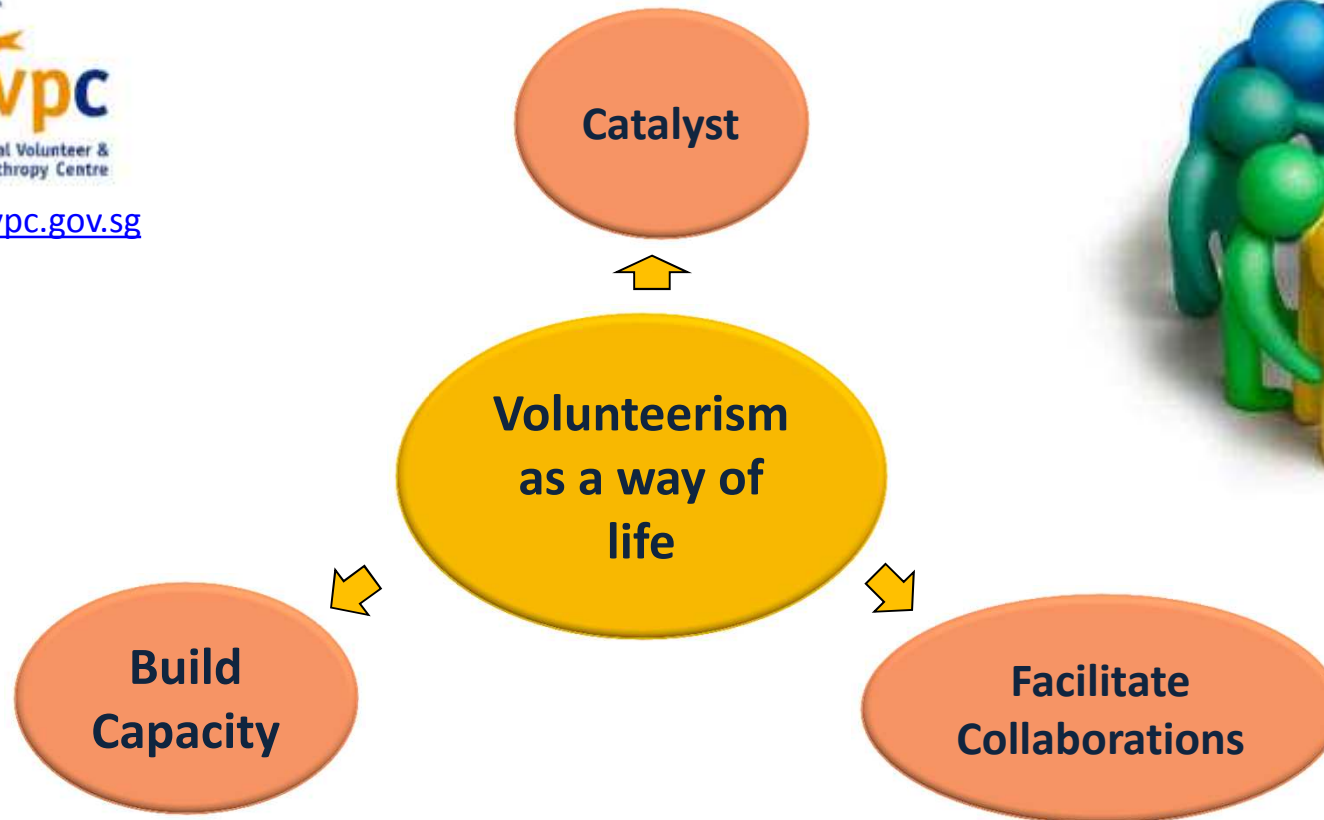 vpc
al Volunteer &
thropy Centre
vpc.gov.sg
Catalyst
Volunteerism
as a way of
life
Build
Capacity
Facilitate
Collaborations